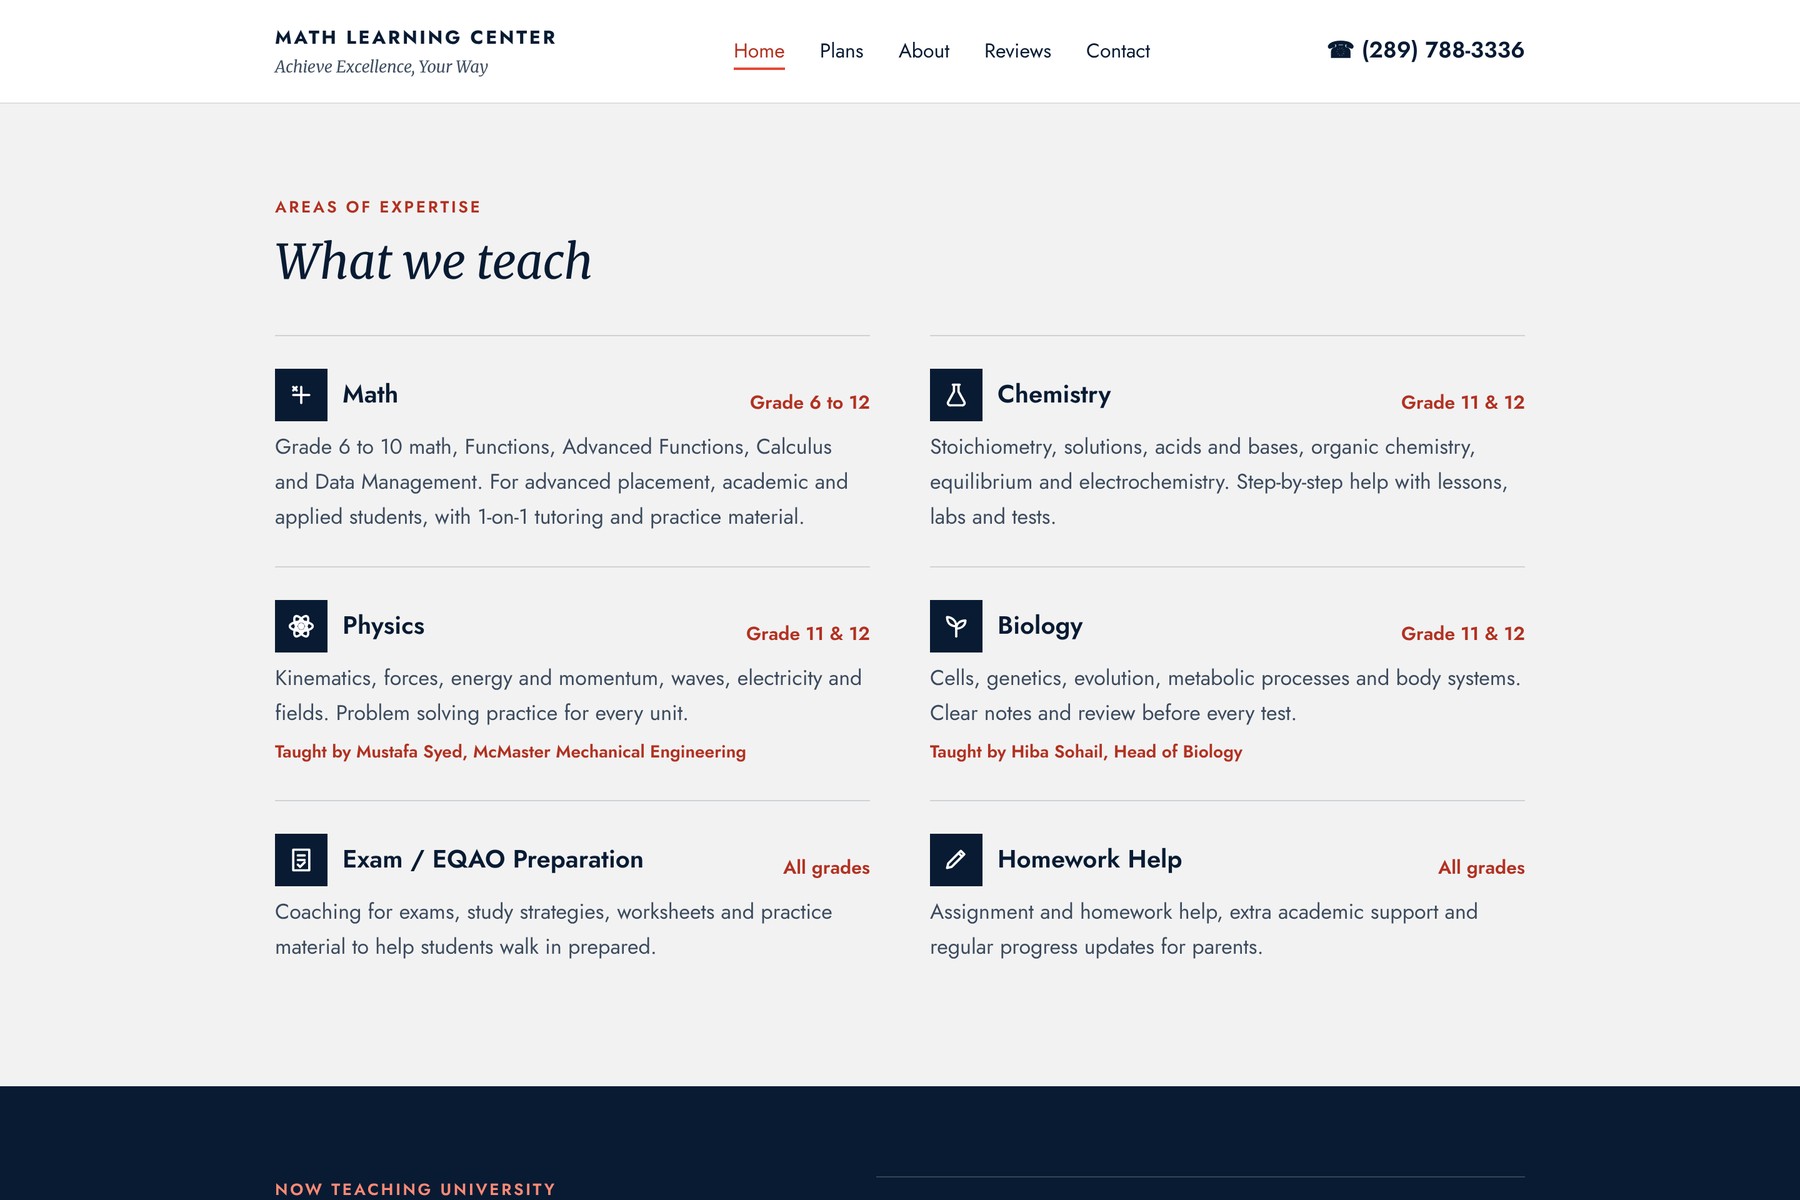 MATH LEARNING CENTER
Achieve Excellence, Your Way
Home
Plans
About
Reviews
Contact
☎ (289) 788-3336
AREAS OF EXPERTISE
What we teach
Math
Grade 6 to 12
Grade 6 to 10 math, Functions, Advanced Functions, Calculus
and Data Management. For advanced placement, academic and
applied students, with 1-on-1 tutoring and practice material.
Chemistry
Grade 11 & 12
Stoichiometry, solutions, acids and bases, organic chemistry,
equilibrium and electrochemistry. Step-by-step help with lessons,
labs and tests.
Physics
Grade 11 & 12
Kinematics, forces, energy and momentum, waves, electricity and
fields. Problem solving practice for every unit.
Taught by Mustafa Syed, McMaster Mechanical Engineering
Biology
Grade 11 & 12
Cells, genetics, evolution, metabolic processes and body systems.
Clear notes and review before every test.
Taught by Hiba Sohail, Head of Biology
Exam / EQAO Preparation
All grades
Coaching for exams, study strategies, worksheets and practice
material to help students walk in prepared.
Homework Help
All grades
Assignment and homework help, extra academic support and
regular progress updates for parents.
NOW TEACHING UNIVERSITY